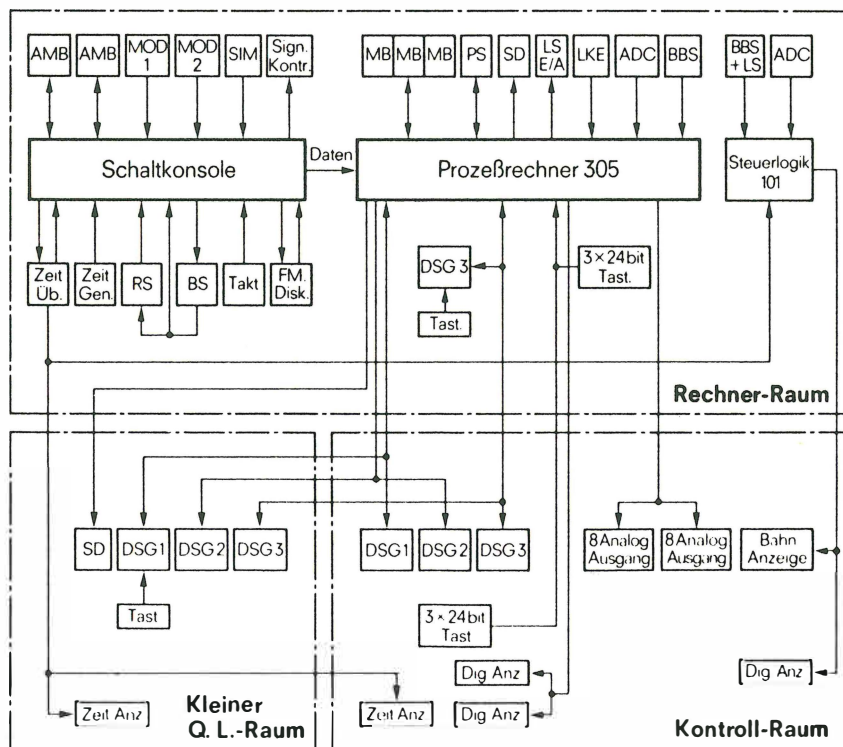 AMB
AMB
MOD 1
MOD 2
SIM
Sign. Kontr.
MB
MB
MB
PS
SD
LS E/A
LKE
ADC
BBS
BBS + LS
ADC
Schaltkonsole
Daten
Prozeßrechner 305
Steuerlogik 101
Zeit Üb.
Zeit Gen.
RS
BS
Takt
FM. Disk.
DSG 3
Tast.
3×24 bit Tast.
Rechner-Raum
SD
DSG 1
DSG 2
DSG 3
Tast
DSG 1
DSG 2
DSG 3
8 Analog Ausgang
8 Analog Ausgang
Bahn Anzeige
3×24 bit Tast
Dig Anz
Dig Anz
Dig Anz
Zeit Anz
Zeit Anz
Kleiner
Q. L.-Raum
Kontroll-Raum